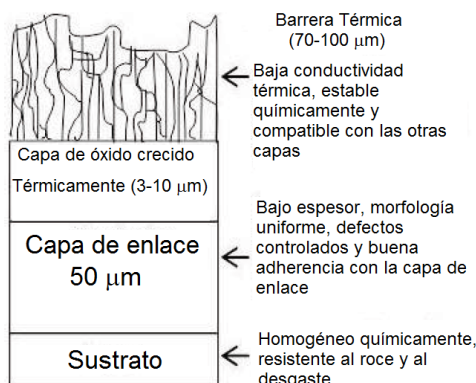 Barrera Térmica
(70-100 μm)
Baja conductividad
térmica, estable
químicamente y
compatible con las otras
capas
Capa de óxido crecido
Térmicamente (3-10 μm)
Bajo espesor, morfología
uniforme, defectos
controlados y buena
adherencia con la capa de
enlace
Capa de enlace
50 μm
Homogéneo químicamente,
resistente al roce y al
desgaste
Sustrato